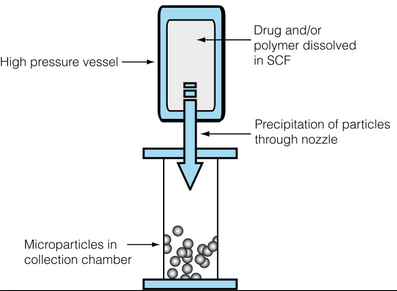 Drug and/or
polymer dissolved
in SCF
High pressure vessel
Precipitation of particles
through nozzle
Microparticles in
collection chamber